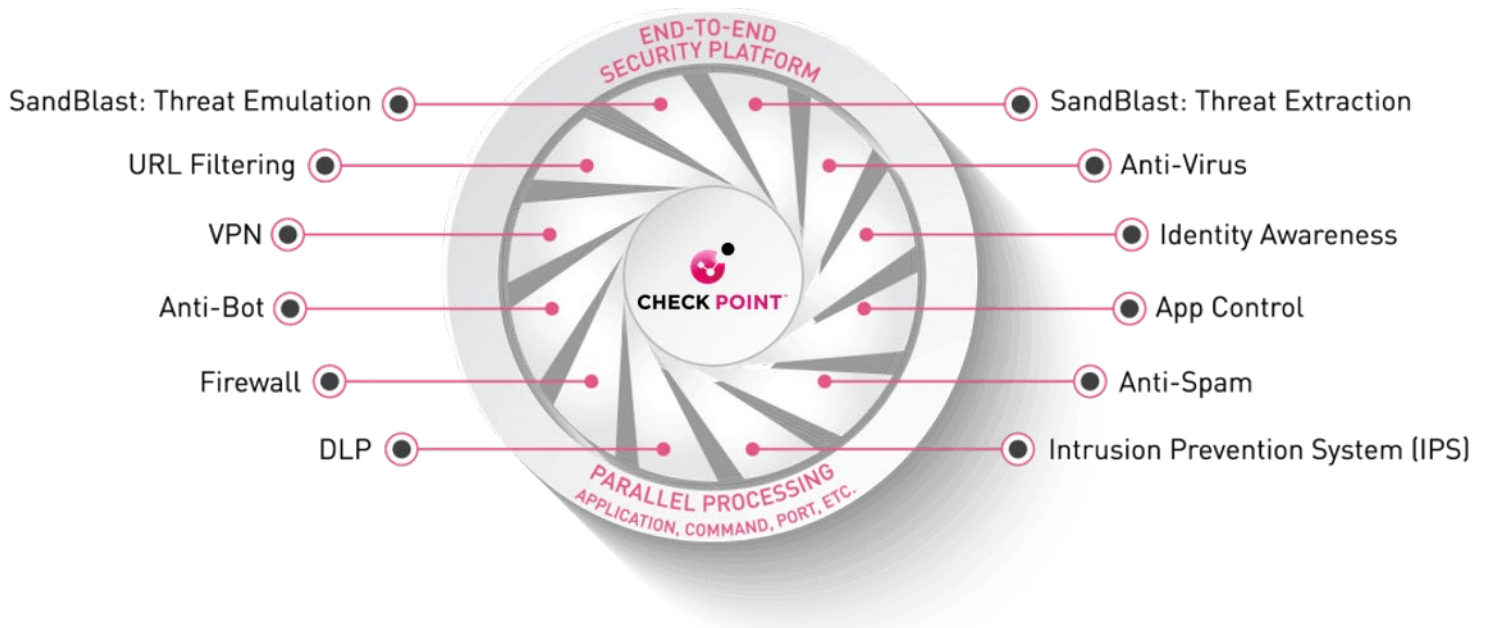 END-TO-END
SECURITY PLATFORM
SandBlast: Threat Emulation
SandBlast: Threat Extraction
URL Filtering
Anti-Virus
VPN
Identity Awareness
CHECK POINT™
Anti-Bot
App Control
Firewall
Anti-Spam
DLP
Intrusion Prevention System (IPS)
PARALLEL PROCESSING
APPLICATION, COMMAND, PORT, ETC.